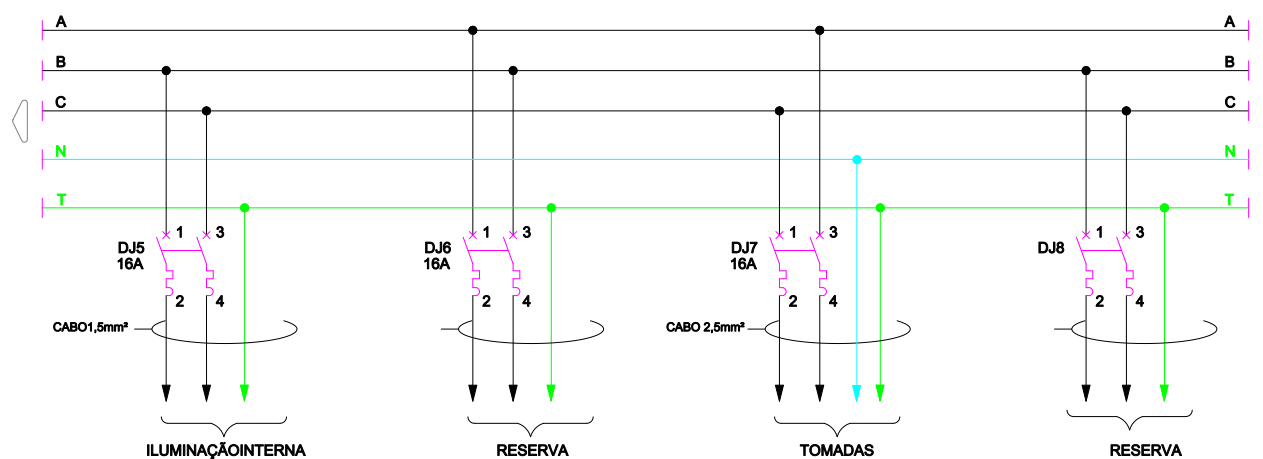 A A
B B
C C
N N
T T
DJ5 16A 1 3 2 4
DJ6 16A 1 3 2 4
DJ7 16A 1 3 2 4
DJ8 1 3 2 4
CABO1,5mm²
CABO 2,5mm²
ILUMINAÇÃOINTERNA
RESERVA
TOMADAS
RESERVA